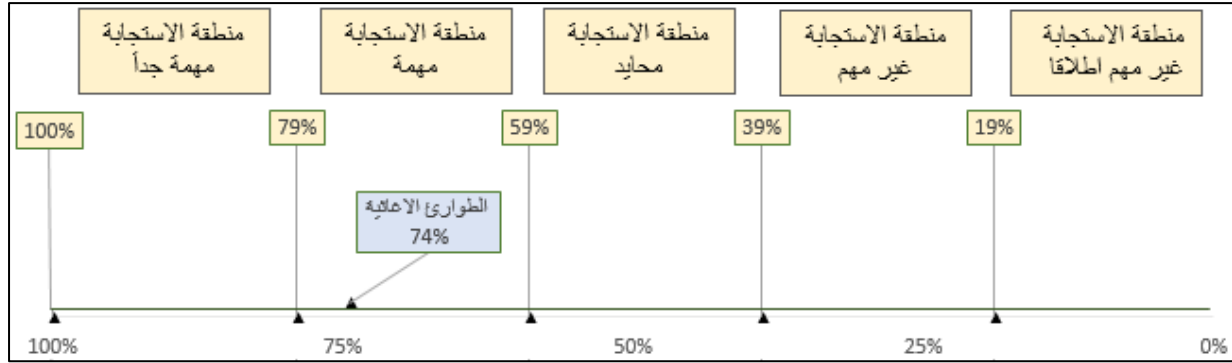 منطقة الاستجابة
غير مهم اطلاقا
منطقة الاستجابة
غير مهم
منطقة الاستجابة
محايد
منطقة الاستجابة
مهمة
منطقة الاستجابة
مهمة جداً
19%
39%
59%
79%
100%
الطوارئ الاغاثية
74%
0%
25%
50%
75%
100%